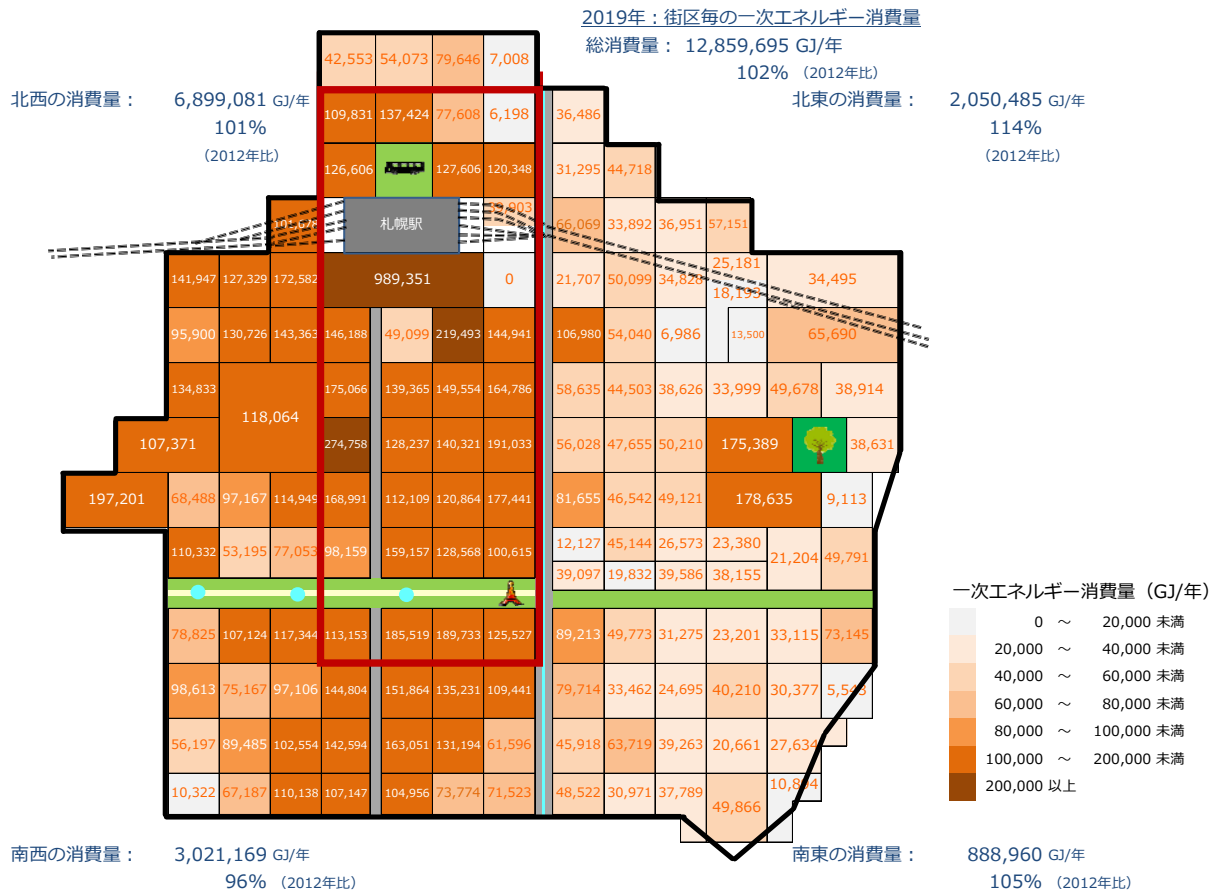 2019年：街区毎の一次エネルギー消費量
総消費量： 12,859,695 GJ/年
102% （2012年比）
北西の消費量： 6,899,081 GJ/年
101%
（2012年比）
北東の消費量： 2,050,485 GJ/年
114%
（2012年比）
42,553 54,073 79,646 7,008
109,831 137,424 77,608 6,198 36,486
126,606 127,606 120,348 31,295 44,718
札幌駅 66,069 33,892 36,951 57,151
141,947 127,329 172,582 989,351 0 21,707 50,099 34,828 25,181 34,495
18,193
95,900 130,726 143,363 146,188 49,099 219,493 144,941 106,980 54,040 6,986 13,500 65,690
134,833 118,064 175,066 139,365 149,554 164,786 58,635 44,503 38,626 33,999 49,678 38,914
107,371 274,758 128,237 140,321 191,033 56,028 47,655 50,210 175,389 38,631
197,201 68,488 97,167 114,949 168,991 112,109 120,864 177,441 81,655 46,542 49,121 178,635 9,113
110,332 53,195 77,053 98,159 159,157 128,568 100,615 12,127 45,144 26,573 23,380 21,204 49,791
39,097 19,832 39,586 38,155
78,825 107,124 117,344 113,153 185,519 189,733 125,527 89,213 49,773 31,275 23,201 33,115 73,145
98,613 75,167 97,106 144,804 151,864 135,231 109,441 79,714 33,462 24,695 40,210 30,377
56,197 89,485 102,554 142,594 163,051 131,194 61,596 45,918 63,719 39,263 20,661 27,634
10,322 67,187 110,138 107,147 104,956 73,774 71,523 48,522 30,971 37,789 49,866
一次エネルギー消費量（GJ/年）
0 ～ 20,000 未満
20,000 ～ 40,000 未満
40,000 ～ 60,000 未満
60,000 ～ 80,000 未満
80,000 ～ 100,000 未満
100,000 ～ 200,000 未満
200,000 以上
南西の消費量： 3,021,169 GJ/年
96% （2012年比）
南東の消費量： 888,960 GJ/年
105% （2012年比）